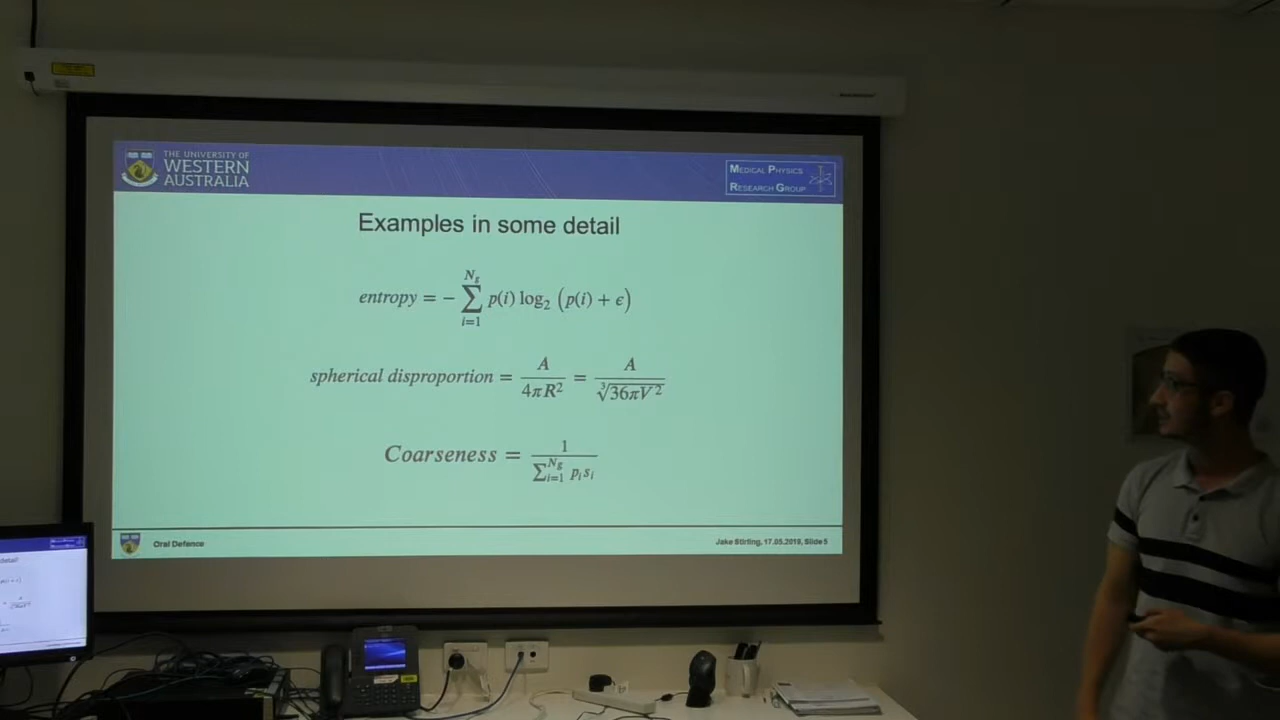 THE UNIVERSITY OF
WESTERN
AUSTRALIA
MEDICAL PHYSICS
RESEARCH GROUP
Examples in some detail
entropy = − ∑_{i=1}^{N_g} p(i) log₂ (p(i) + ϵ)
spherical disproportion = A / 4πR² = A / ∛36πV²
Coarseness = 1 / ∑_{i=1}^{N_g} p_i s_i
Oral Defence
Jake Stirling, 17.05.2019, Slide 5